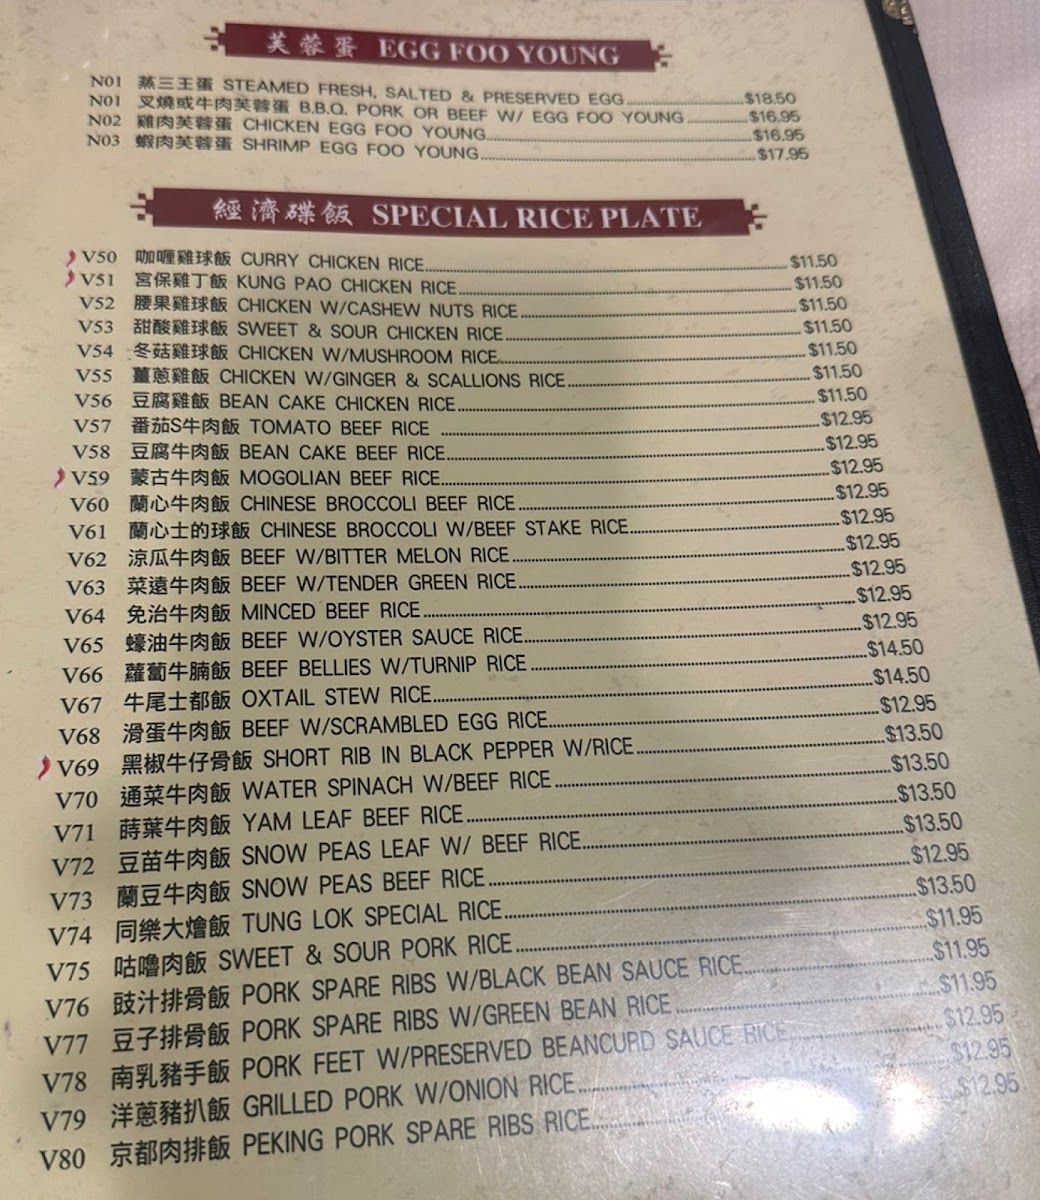 芙蓉蛋 EGG FOO YOUNG
N01 蒸三王蛋 STEAMED FRESH, SALTED & PRESERVED EGG $18.50
N01 叉燒或牛肉芙蓉蛋 B.B.Q. PORK OR BEEF W/ EGG FOO YOUNG $16.95
N02 雞肉芙蓉蛋 CHICKEN EGG FOO YOUNG $16.95
N03 蝦肉芙蓉蛋 SHRIMP EGG FOO YOUNG $17.95
經濟碟飯 SPECIAL RICE PLATE
V50 咖喱雞球飯 CURRY CHICKEN RICE $11.50
V51 宮保雞丁飯 KUNG PAO CHICKEN RICE $11.50
V52 腰果雞球飯 CHICKEN W/CASHEW NUTS RICE $11.50
V53 甜酸雞球飯 SWEET & SOUR CHICKEN RICE $11.50
V54 冬菇雞球飯 CHICKEN W/MUSHROOM RICE $11.50
V55 薑蔥雞飯 CHICKEN W/GINGER & SCALLIONS RICE $11.50
V56 豆腐雞飯 BEAN CAKE CHICKEN RICE $11.50
V57 番茄S牛肉飯 TOMATO BEEF RICE $12.95
V58 豆腐牛肉飯 BEAN CAKE BEEF RICE $12.95
V59 蒙古牛肉飯 MOGOLIAN BEEF RICE $12.95
V60 蘭心牛肉飯 CHINESE BROCCOLI BEEF RICE $12.95
V61 蘭心士的球飯 CHINESE BROCCOLI W/BEEF STAKE RICE $12.95
V62 涼瓜牛肉飯 BEEF W/BITTER MELON RICE $12.95
V63 菜遠牛肉飯 BEEF W/TENDER GREEN RICE $12.95
V64 免治牛肉飯 MINCED BEEF RICE $12.95
V65 蠔油牛肉飯 BEEF W/OYSTER SAUCE RICE $12.95
V66 蘿蔔牛腩飯 BEEF BELLIES W/TURNIP RICE $14.50
V67 牛尾士都飯 OXTAIL STEW RICE $14.50
V68 滑蛋牛肉飯 BEEF W/SCRAMBLED EGG RICE $12.95
V69 黑椒牛仔骨飯 SHORT RIB IN BLACK PEPPER W/RICE $13.50
V70 通菜牛肉飯 WATER SPINACH W/BEEF RICE $13.50
V71 蒔葉牛肉飯 YAM LEAF BEEF RICE $13.50
V72 豆苗牛肉飯 SNOW PEAS LEAF W/ BEEF RICE $13.50
V73 蘭豆牛肉飯 SNOW PEAS BEEF RICE $12.95
V74 同樂大燴飯 TUNG LOK SPECIAL RICE $13.50
V75 咕嚕肉飯 SWEET & SOUR PORK RICE $11.95
V76 豉汁排骨飯 PORK SPARE RIBS W/BLACK BEAN SAUCE RICE $11.95
V77 豆子排骨飯 PORK SPARE RIBS W/GREEN BEAN RICE $11.95
V78 南乳豬手飯 PORK FEET W/PRESERVED BEANCURD SAUCE RICE $12.95
V79 洋蔥豬扒飯 GRILLED PORK W/ONION RICE $12.95
V80 京都肉排飯 PEKING PORK SPARE RIBS RICE $12.95